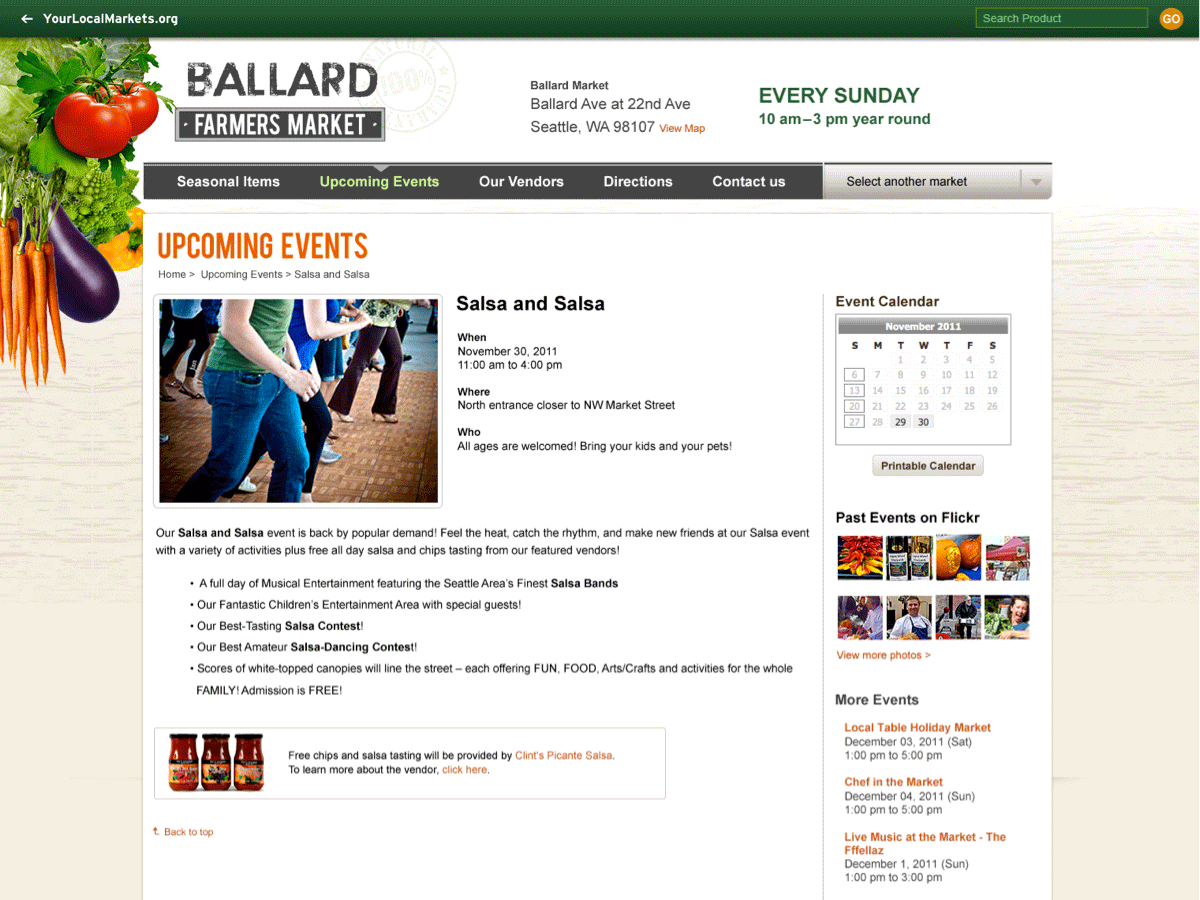 YourLocalMarkets.org
Search Product
GO
BALLARD
100%
· FARMERS MARKET ·
Ballard Market
Ballard Ave at 22nd Ave
Seattle, WA 98107 View Map
EVERY SUNDAY
10 am–3 pm year round
Seasonal Items
Upcoming Events
Our Vendors
Directions
Contact us
Select another market
UPCOMING EVENTS
Home > Upcoming Events > Salsa and Salsa
Salsa and Salsa
When
November 30, 2011
11:00 am to 4:00 pm
Where
North entrance closer to NW Market Street
Who
All ages are welcomed! Bring your kids and your pets!
Our Salsa and Salsa event is back by popular demand! Feel the heat, catch the rhythm, and make new friends at our Salsa event
with a variety of activities plus free all day salsa and chips tasting from our featured vendors!
• A full day of Musical Entertainment featuring the Seattle Area's Finest Salsa Bands
• Our Fantastic Children's Entertainment Area with special guests!
• Our Best-Tasting Salsa Contest!
• Our Best Amateur Salsa-Dancing Contest!
• Scores of white-topped canopies will line the street – each offering FUN, FOOD, Arts/Crafts and activities for the whole
FAMILY! Admission is FREE!
Free chips and salsa tasting will be provided by Clint's Picante Salsa.
To learn more about the vendor, click here.
Back to top
Event Calendar
November 2011
S M T W T F S
1 2 3 4 5
6 7 8 9 10 11 12
13 14 15 16 17 18 19
20 21 22 23 24 25 26
27 28 29 30
Printable Calendar
Past Events on Flickr
View more photos >
More Events
Local Table Holiday Market
December 03, 2011 (Sat)
1:00 pm to 5:00 pm
Chef in the Market
December 04, 2011 (Sun)
1:00 pm to 5:00 pm
Live Music at the Market - The
Fffellaz
December 1, 2011 (Sun)
1:00 pm to 3:00 pm